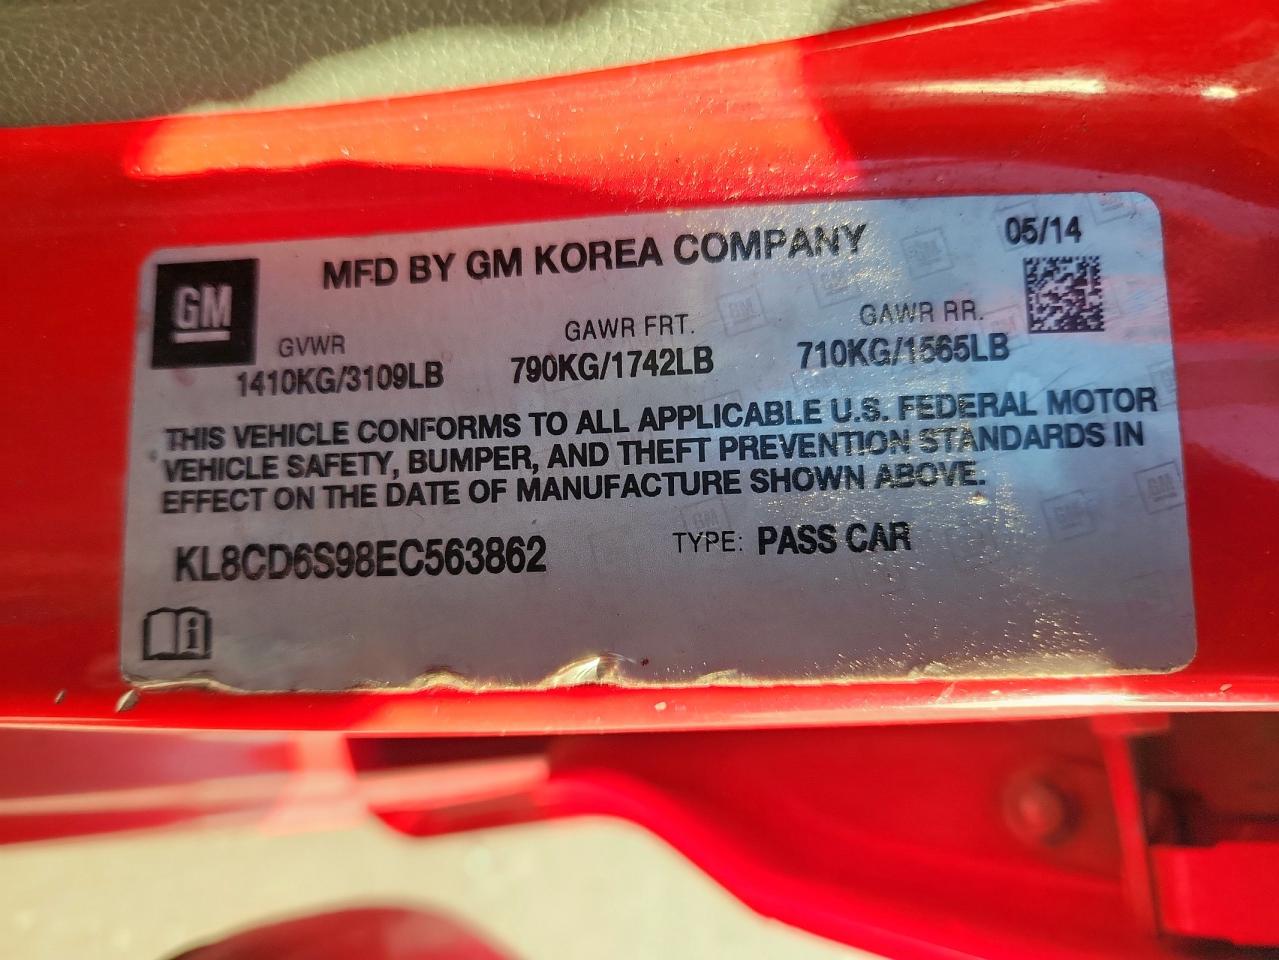 MFD BY GM KOREA COMPANY
05/14
GM
GVWR
GAWR FRT.
GAWR RR.
1410KG/3109LB
790KG/1742LB
710KG/1565LB
THIS VEHICLE CONFORMS TO ALL APPLICABLE U.S. FEDERAL MOTOR
VEHICLE SAFETY, BUMPER, AND THEFT PREVENTION STANDARDS IN
EFFECT ON THE DATE OF MANUFACTURE SHOWN ABOVE.
KL8CD6S98EC563862
TYPE: PASS CAR
i